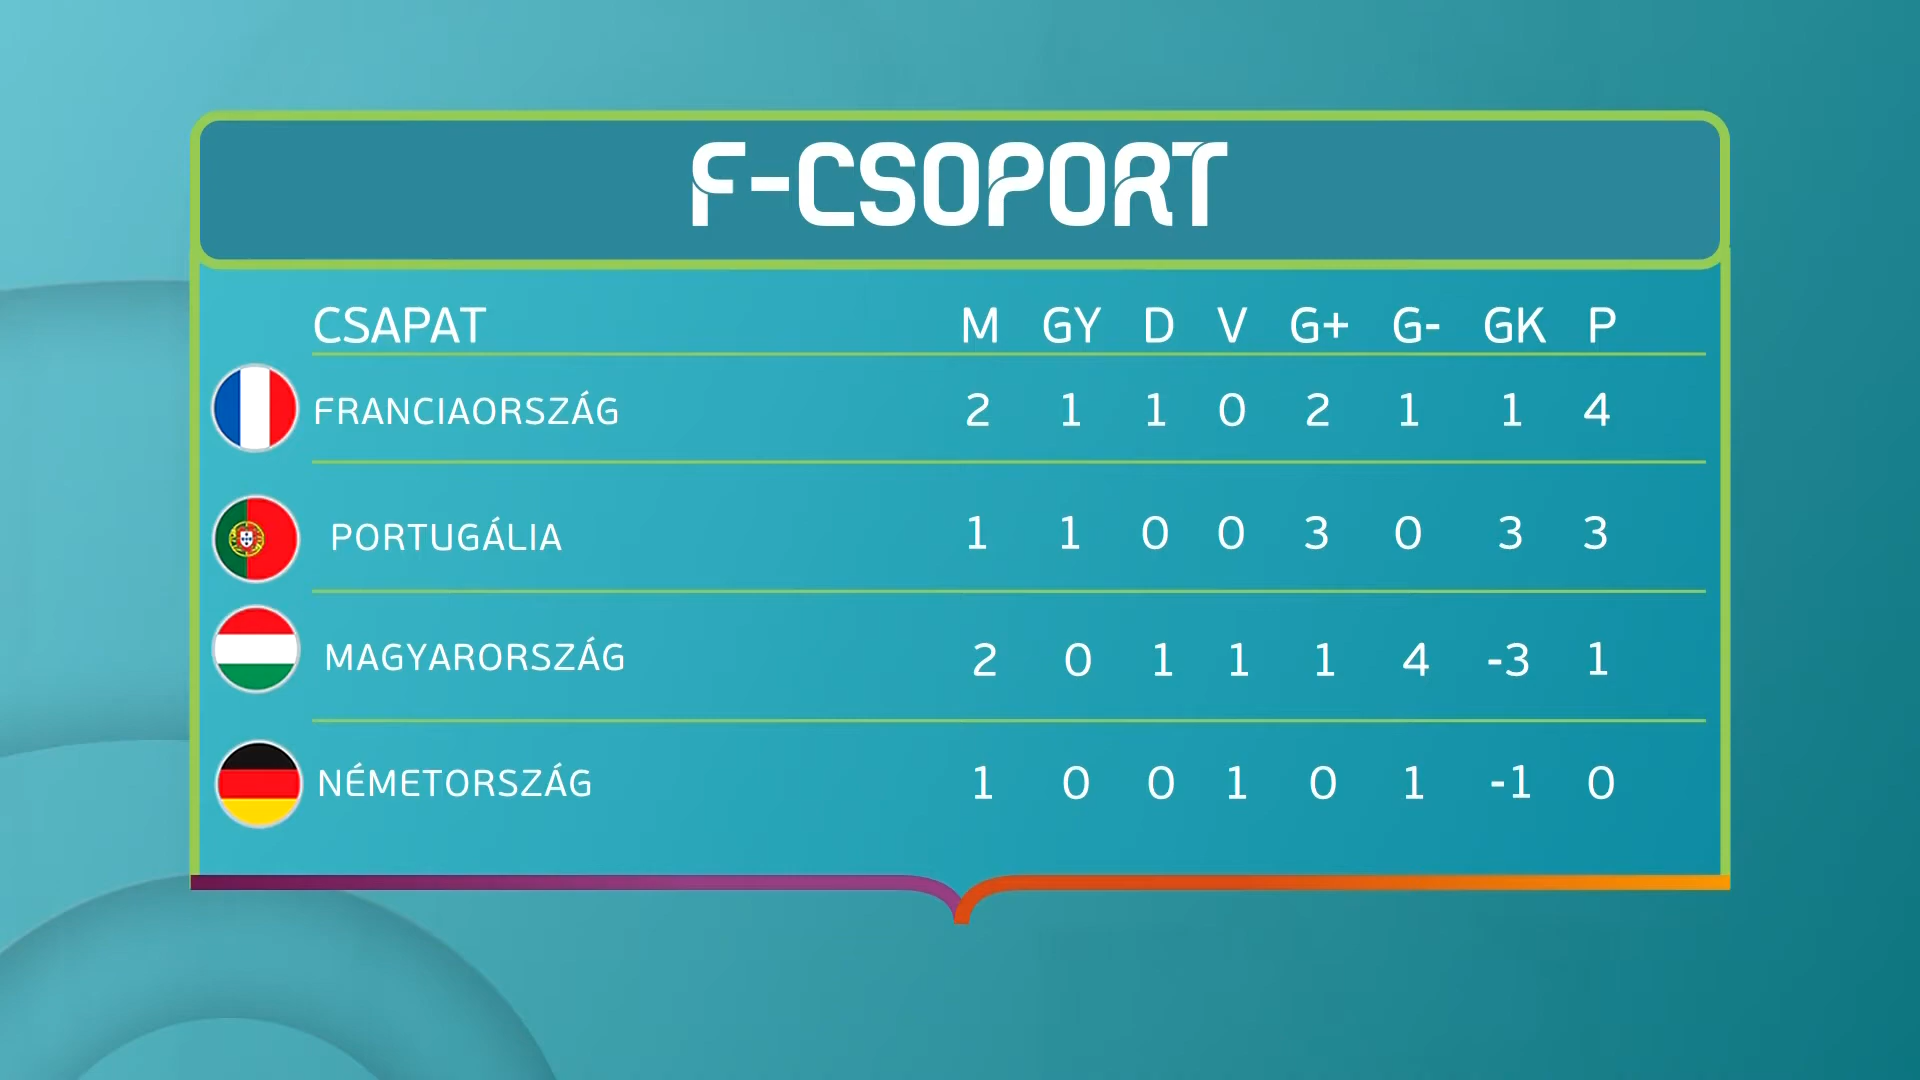 F-CSOPORT
CSAPAT M GY D V G+ G- GK P
FRANCIAORSZÁG 2 1 1 0 2 1 1 4
PORTUGÁLIA 1 1 0 0 3 0 3 3
MAGYARORSZÁG 2 0 1 1 1 4 -3 1
NÉMETORSZÁG 1 0 0 1 0 1 -1 0